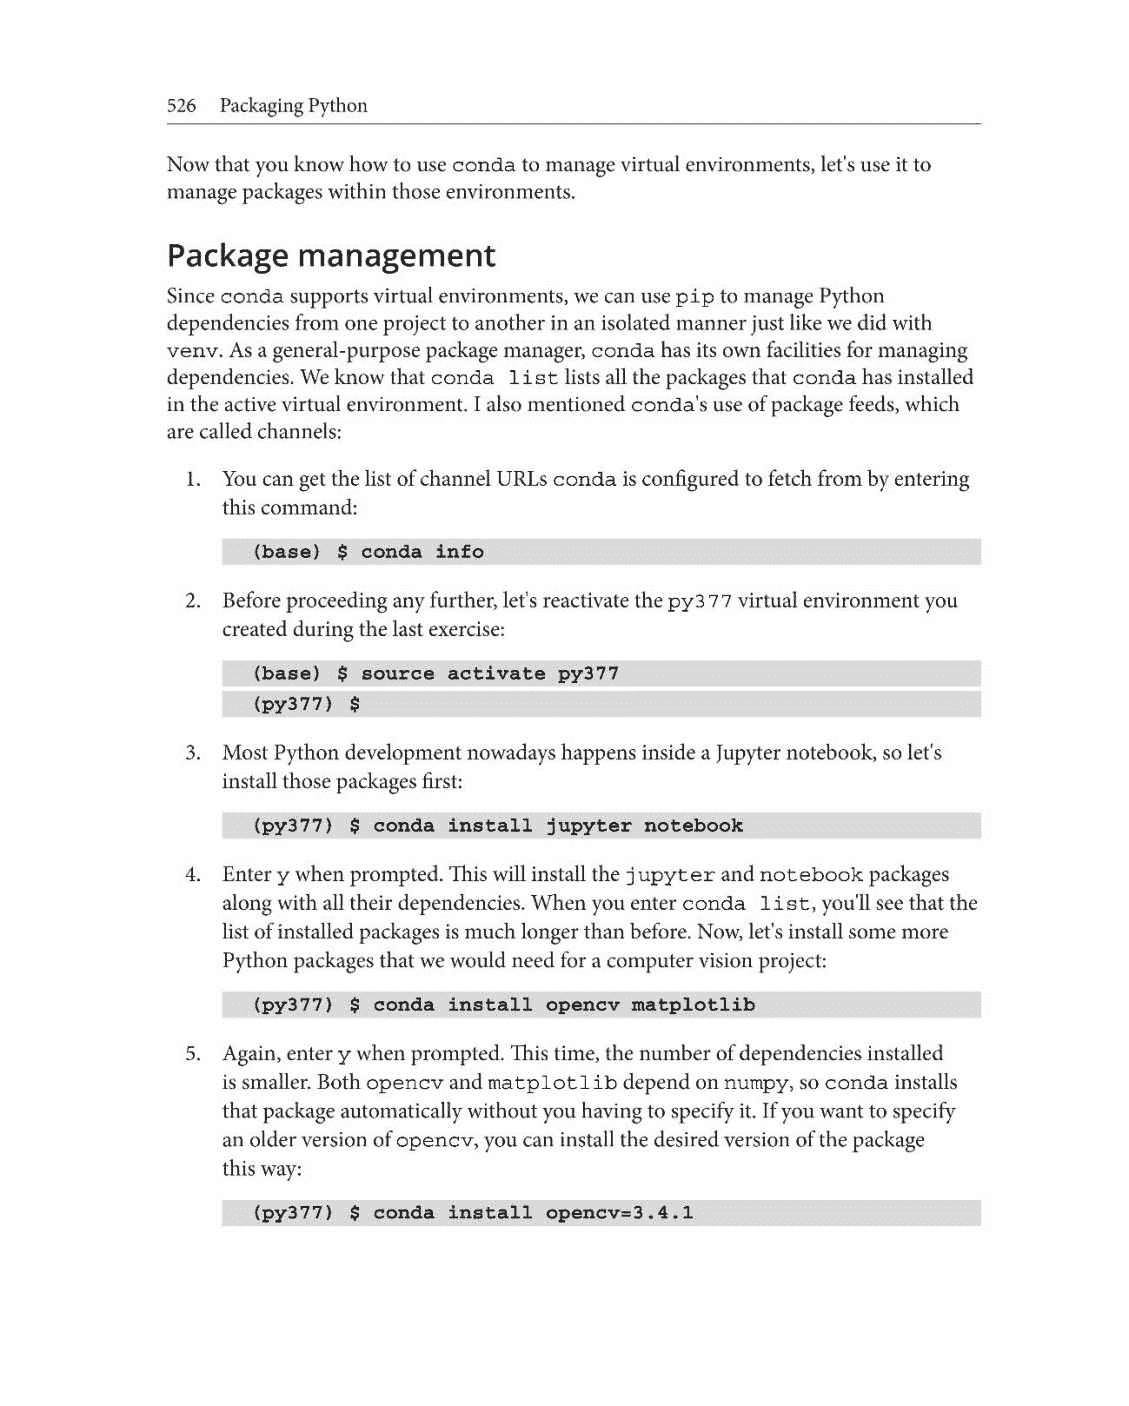 526 Packaging Python
Now that you know how to use conda to manage virtual environments, let's use it to
manage packages within those environments.
Package management
Since conda supports virtual environments, we can use pip to manage Python
dependencies from one project to another in an isolated manner just like we did with
venv. As a general-purpose package manager, conda has its own facilities for managing
dependencies. We know that conda list lists all the packages that conda has installed
in the active virtual environment. I also mentioned conda's use of package feeds, which
are called channels:
1. You can get the list of channel URLs conda is configured to fetch from by entering
this command:
(base) $ conda info
2. Before proceeding any further, let's reactivate the py377 virtual environment you
created during the last exercise:
(base) $ source activate py377
(py377) $
3. Most Python development nowadays happens inside a Jupyter notebook, so let's
install those packages first:
(py377) $ conda install jupyter notebook
4. Enter y when prompted. This will install the jupyter and notebook packages
along with all their dependencies. When you enter conda list, you'll see that the
list of installed packages is much longer than before. Now, let's install some more
Python packages that we would need for a computer vision project:
(py377) $ conda install opencv matplotlib
5. Again, enter y when prompted. This time, the number of dependencies installed
is smaller. Both opencv and matplotlib depend on numpy, so conda installs
that package automatically without you having to specify it. If you want to specify
an older version of opencv, you can install the desired version of the package
this way:
(py377) $ conda install opencv=3.4.1